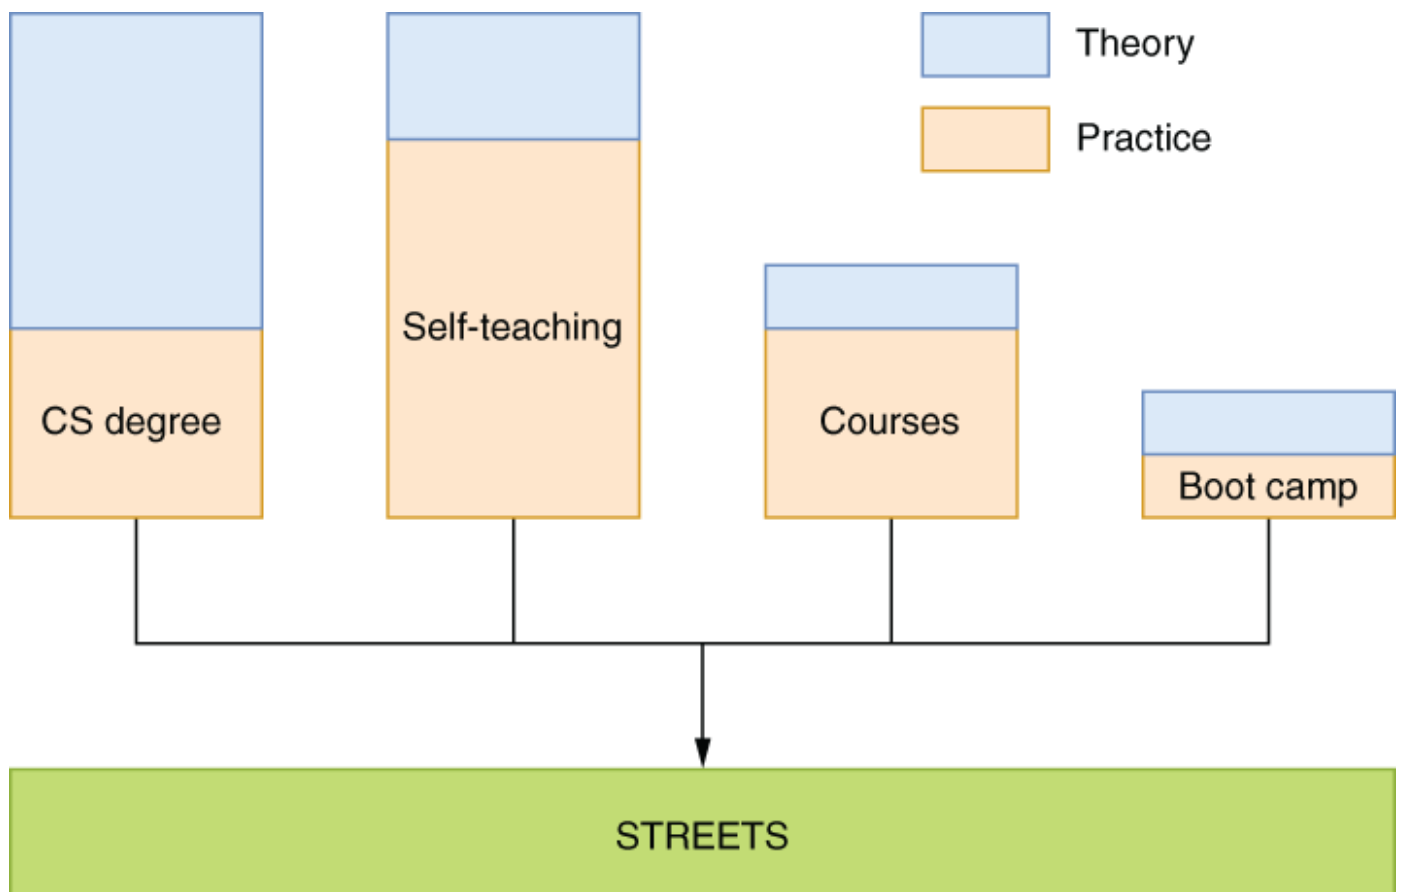 Theory
Practice
Self-teaching
CS degree
Courses
Boot camp
STREETS